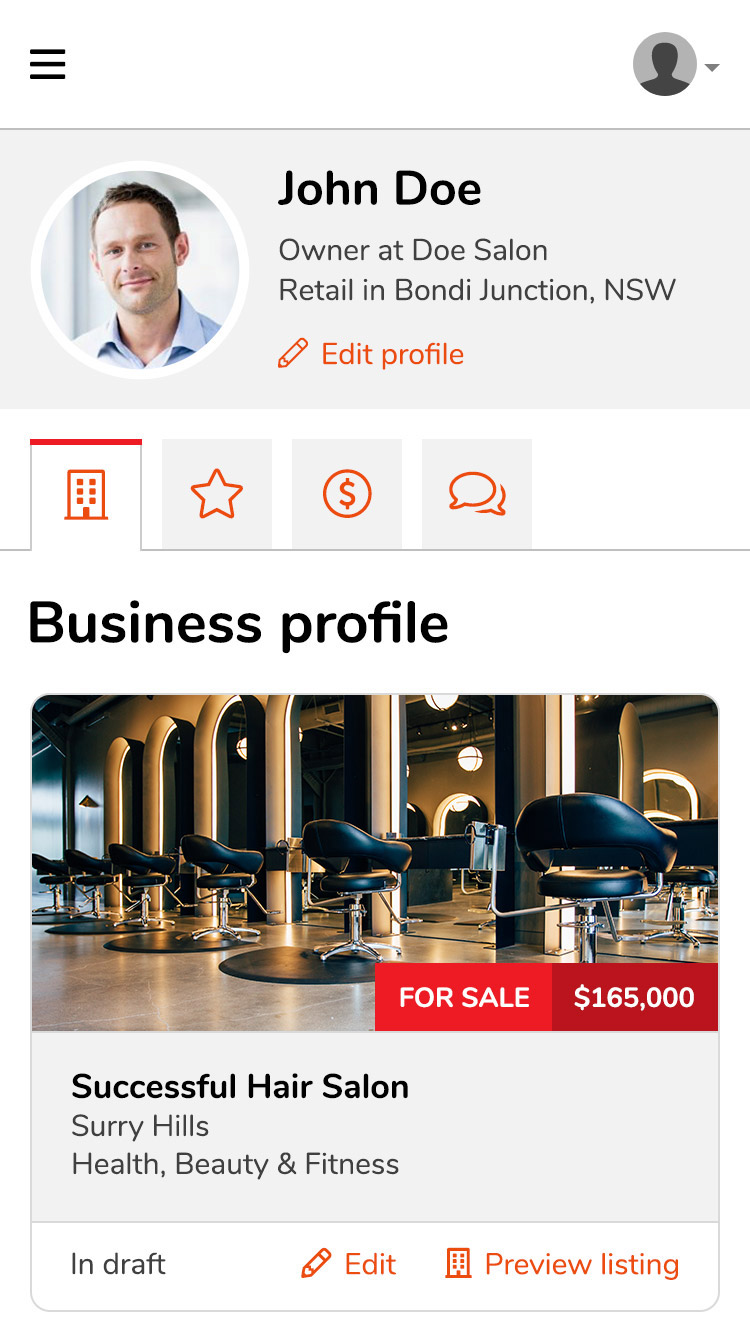 John Doe
Owner at Doe Salon
Retail in Bondi Junction, NSW
Edit profile
$
Business profile
FOR SALE $165,000
Successful Hair Salon
Surry Hills
Health, Beauty & Fitness
In draft Edit Preview listing